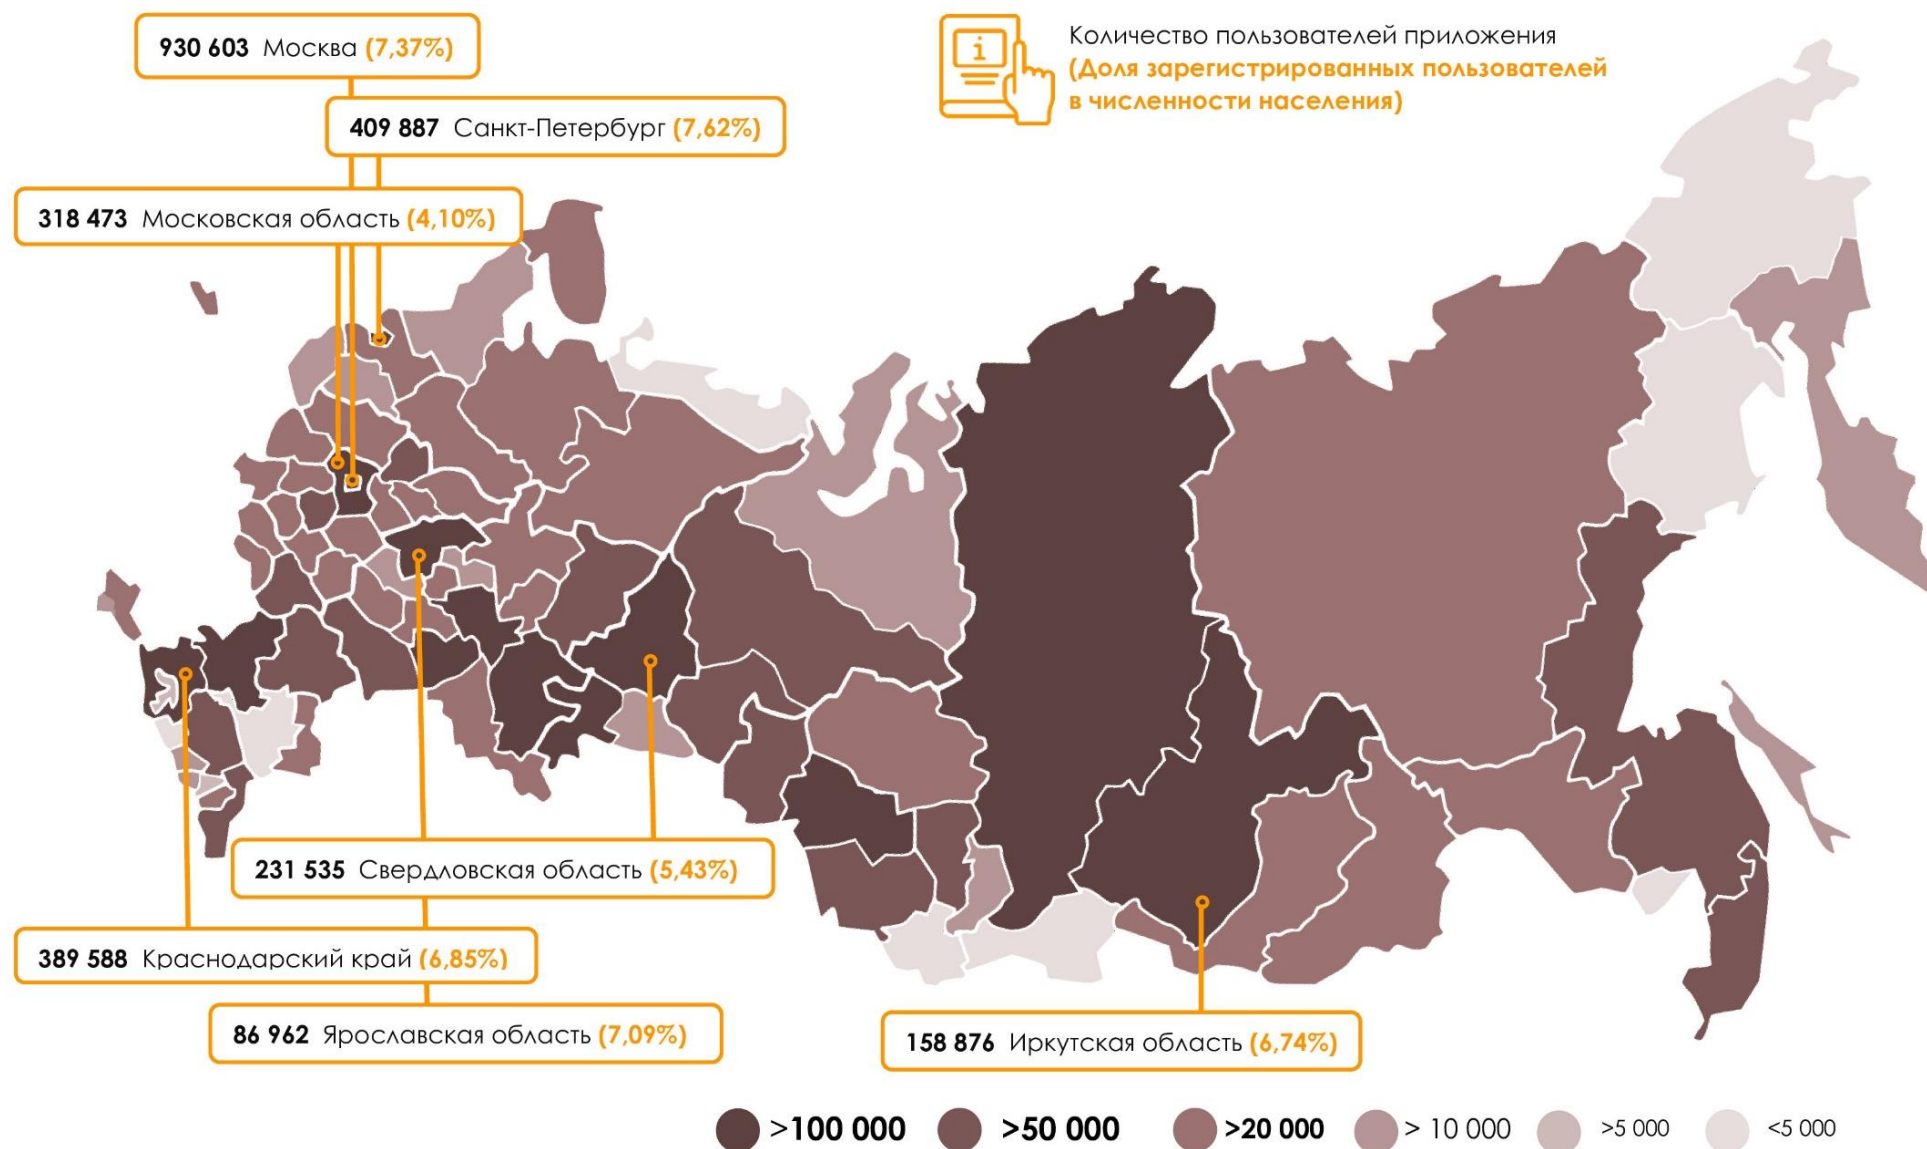 930 603 Москва (7,37%)
409 887 Санкт-Петербург (7,62%)
318 473 Московская область (4,10%)
i
Количество пользователей приложения
(Доля зарегистрированных пользователей
в численности населения)
231 535 Свердловская область (5,43%)
389 588 Краснодарский край (6,85%)
86 962 Ярославская область (7,09%)
158 876 Иркутская область (6,74%)
>100 000 >50 000 >20 000 > 10 000 >5 000 <5 000